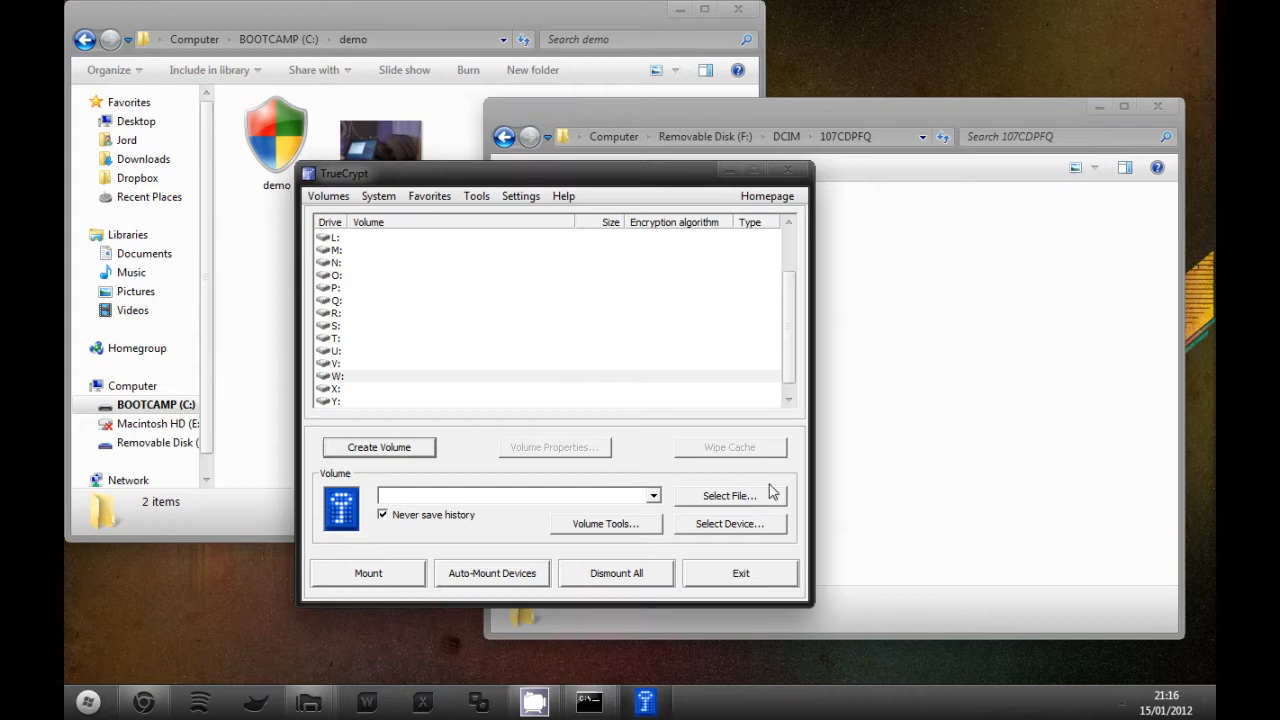 Computer BOOTCAMP (C:) demo
Search demo
Organize
Include in library
Share with
Slide show
Burn
New folder
Favorites
Desktop
Jord
Downloads
Dropbox
Recent Places
Libraries
Documents
Music
Pictures
Videos
Homegroup
Computer
BOOTCAMP (C:)
Macintosh HD (E:
Removable Disk (
Network
demo
2 items
Computer Removable Disk (F:) DCIM 107CDPFQ
Search 107CDPFQ
TrueCrypt
Volumes System Favorites Tools Settings Help Homepage
Drive Volume Size Encryption algorithm Type
L:
M:
N:
O:
P:
Q:
R:
S:
T:
U:
V:
W:
X:
Y:
Create Volume Volume Properties... Wipe Cache
Volume
Select File...
Never save history
Volume Tools... Select Device...
Mount Auto-Mount Devices Dismount All Exit
C:\.
21:16
15/01/2012